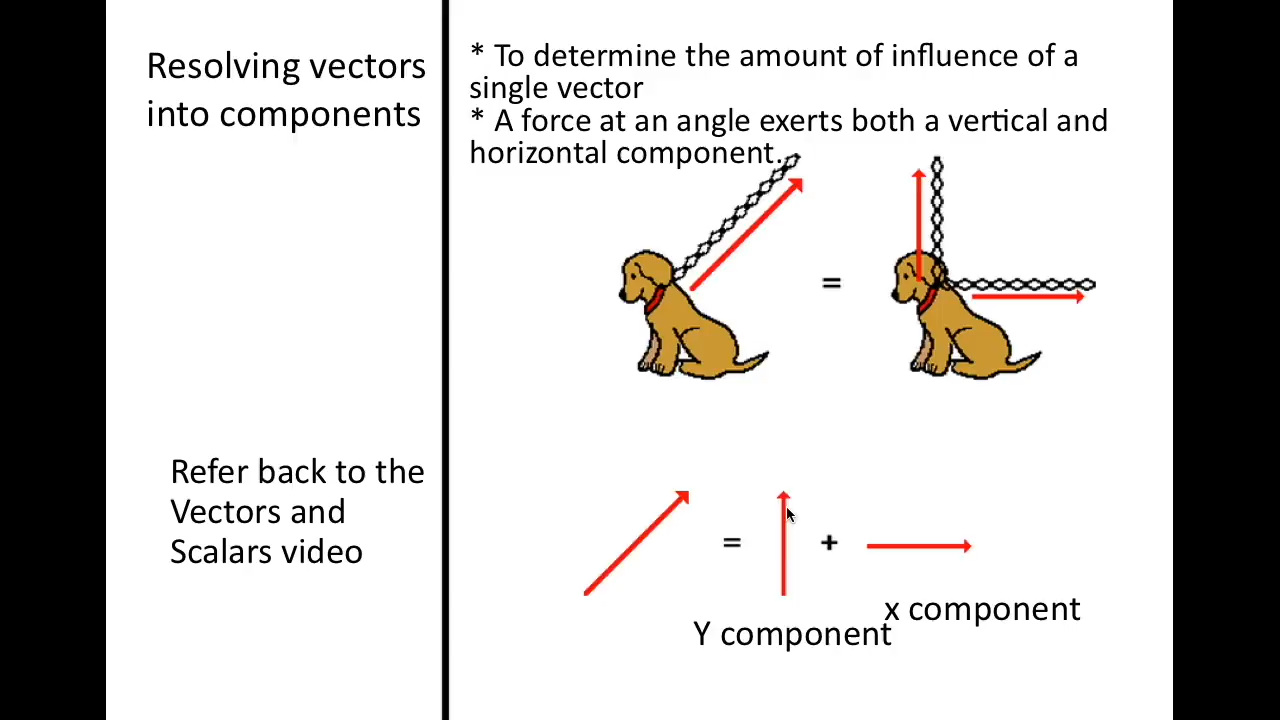 Resolving vectors
into components
* To determine the amount of influence of a
single vector
* A force at an angle exerts both a vertical and
horizontal component.
=
Refer back to the
Vectors and
Scalars video
= +
x component
Y component